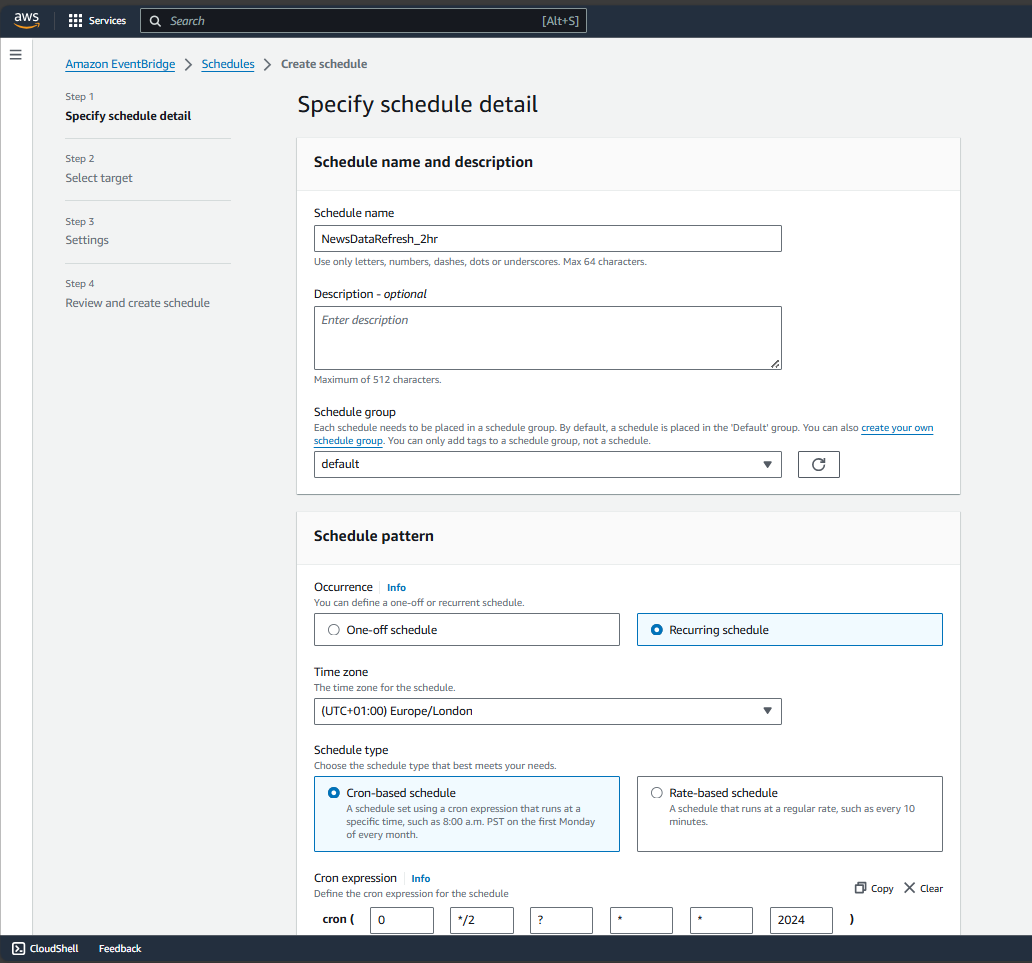 aws Services Search [Alt+S]
Amazon EventBridge > Schedules > Create schedule
Step 1
Specify schedule detail
Step 2
Select target
Step 3
Settings
Step 4
Review and create schedule
Specify schedule detail
Schedule name and description
Schedule name
NewsDataRefresh_2hr
Use only letters, numbers, dashes, dots or underscores. Max 64 characters.
Description - optional
Enter description
Maximum of 512 characters.
Schedule group
Each schedule needs to be placed in a schedule group. By default, a schedule is placed in the 'Default' group. You can also create your own
schedule group. You can only add tags to a schedule group, not a schedule.
default
Schedule pattern
Occurrence Info
You can define a one-off or recurrent schedule.
One-off schedule
Recurring schedule
Time zone
The time zone for the schedule.
(UTC+01:00) Europe/London
Schedule type
Choose the schedule type that best meets your needs.
Cron-based schedule
A schedule set using a cron expression that runs at a
specific time, such as 8:00 a.m. PST on the first Monday
of every month.
Rate-based schedule
A schedule that runs at a regular rate, such as every 10
minutes.
Cron expression Info
Define the cron expression for the schedule
Copy Clear
cron ( 0 */2 ? * * 2024 )
CloudShell Feedback